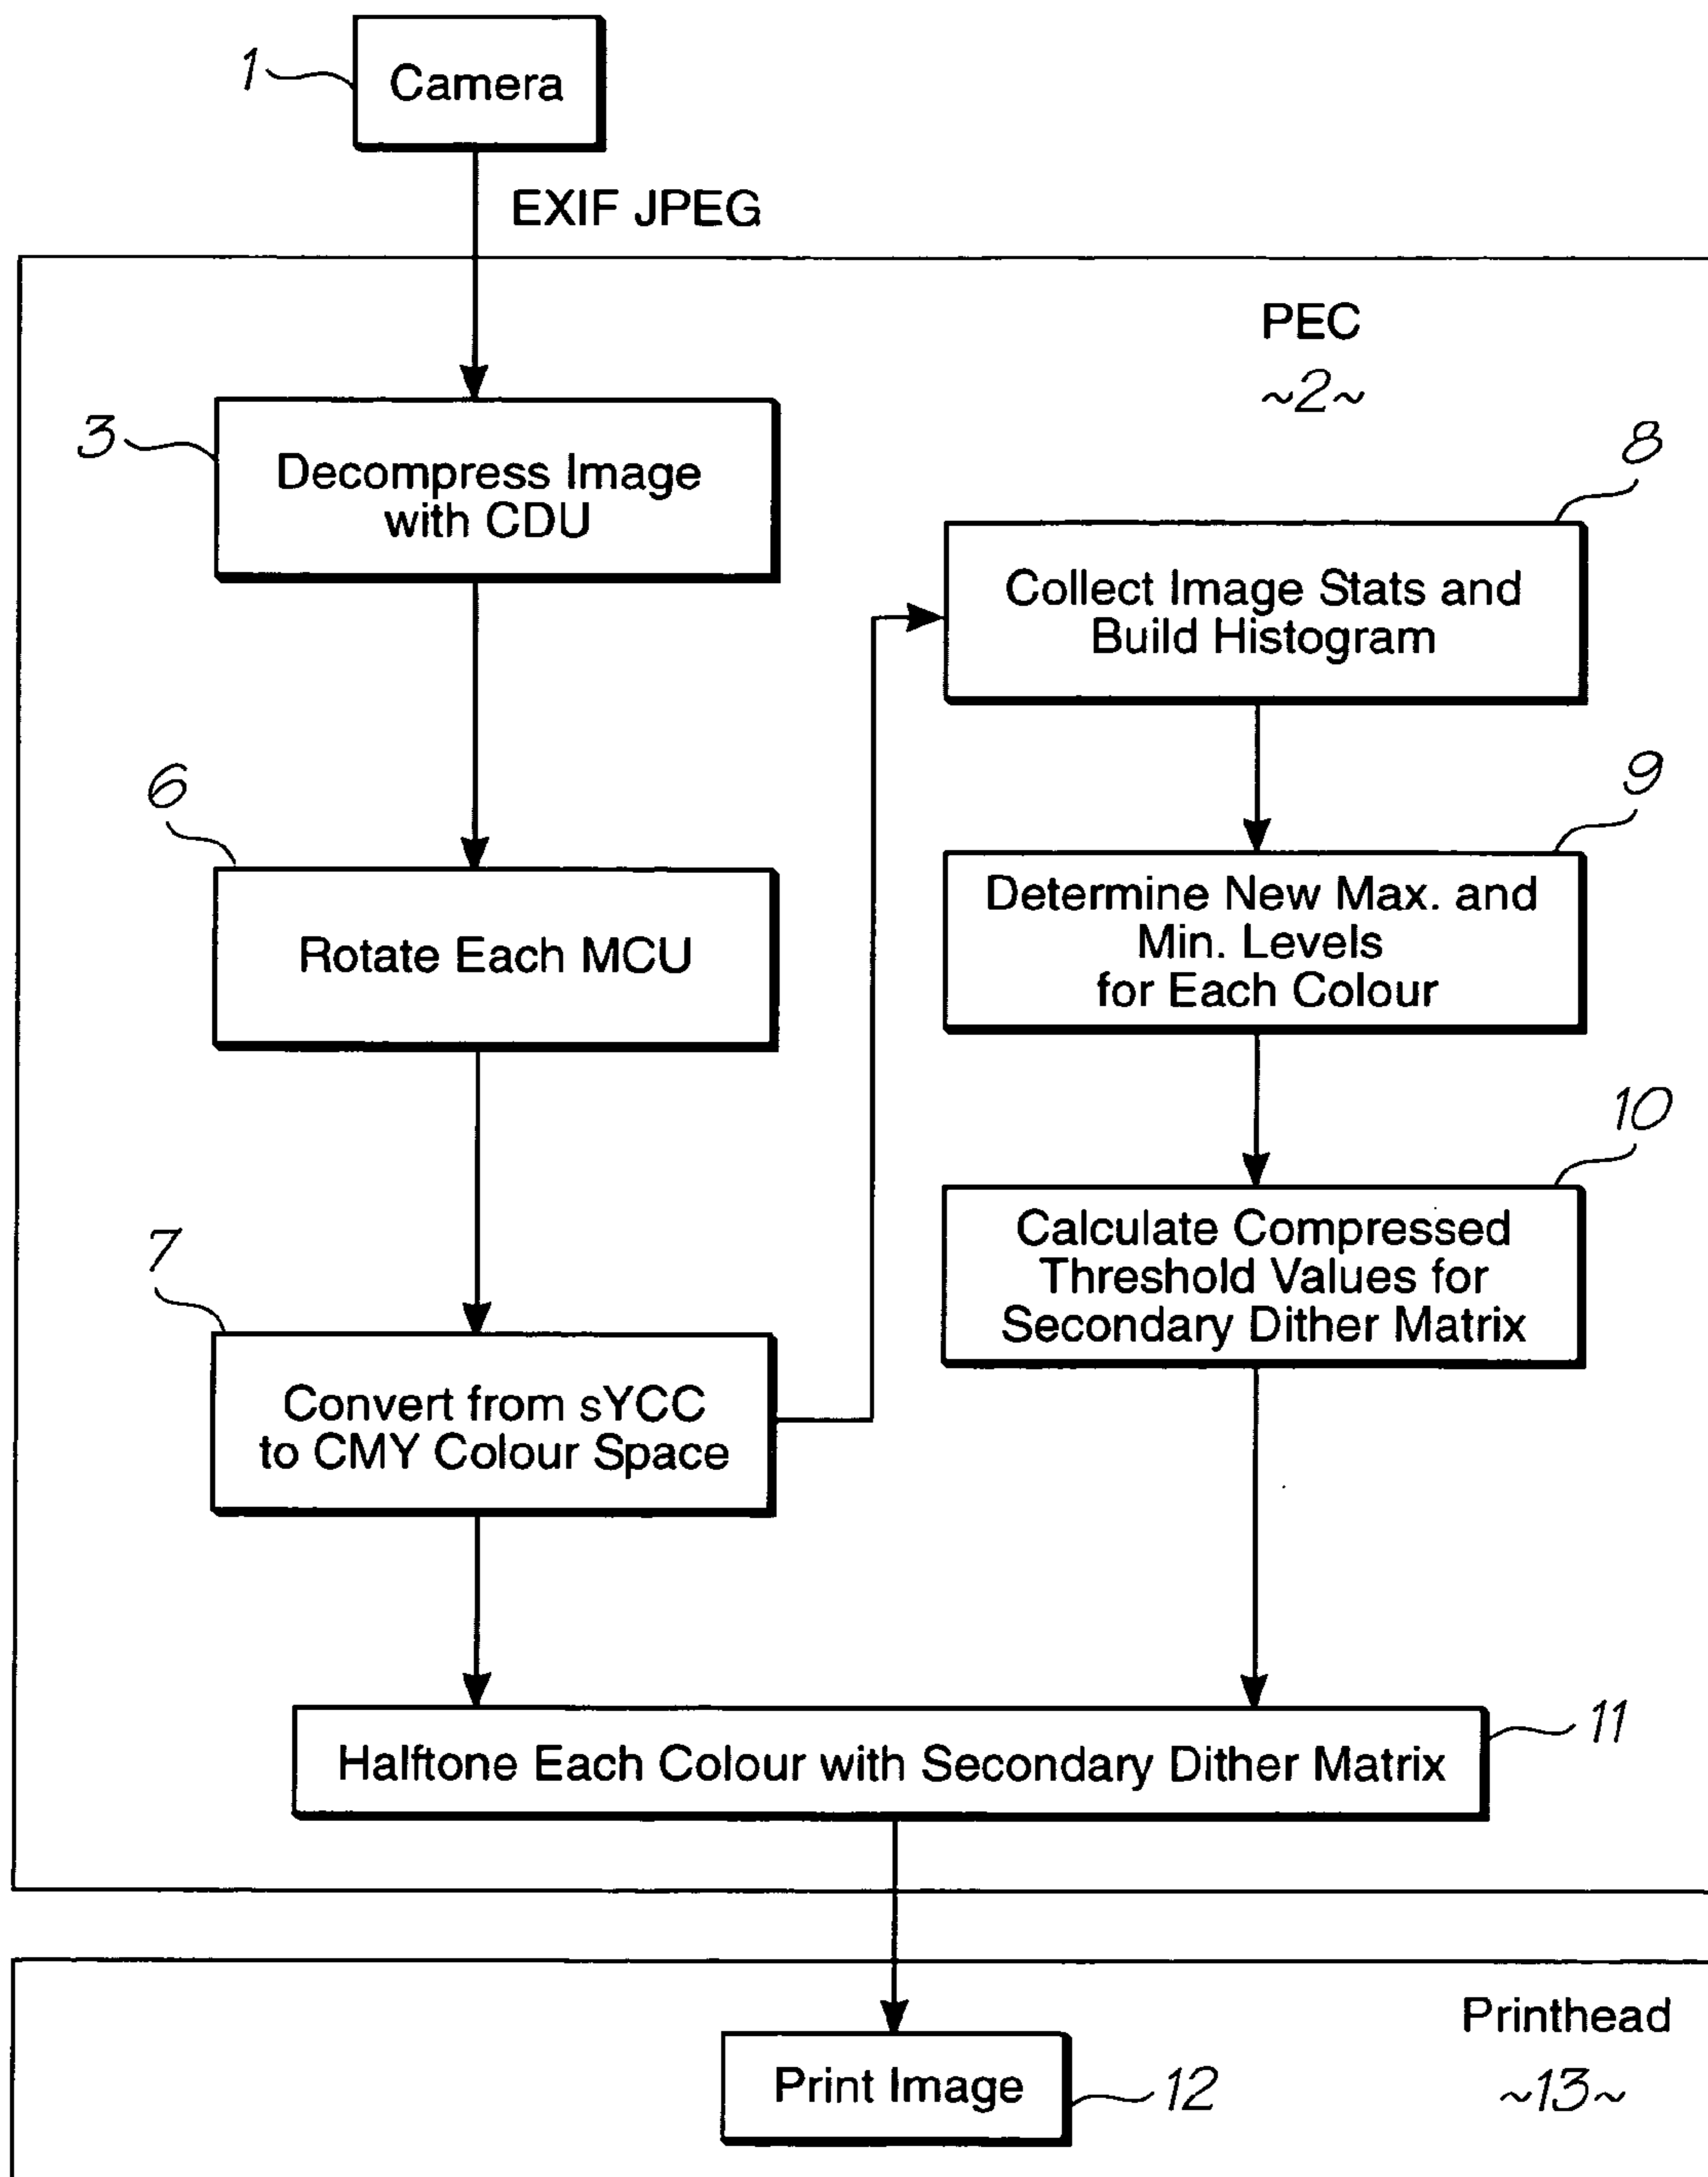 1
Camera
EXIF JPEG
PEC
~2~
3
Decompress Image
with CDU
8
Collect Image Stats and
Build Histogram
6
Rotate Each MCU
9
Determine New Max. and
Min. Levels
for Each Colour
10
Calculate Compressed
Threshold Values for
Secondary Dither Matrix
7
Convert from sYCC
to CMY Colour Space
11
Halftone Each Colour with Secondary Dither Matrix
Printhead
~13~
Print Image
12